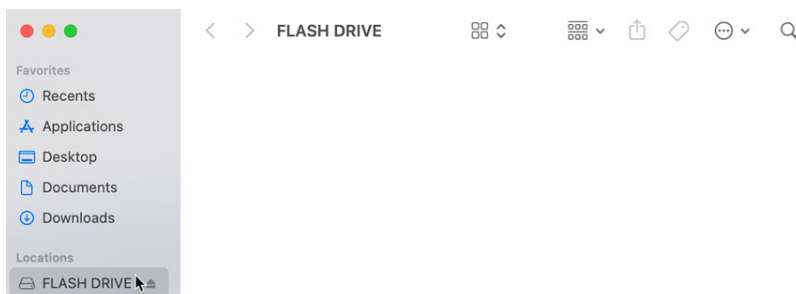 FLASH DRIVE
Favorites
Recents
Applications
Desktop
Documents
Downloads
Locations
FLASH DRIVE